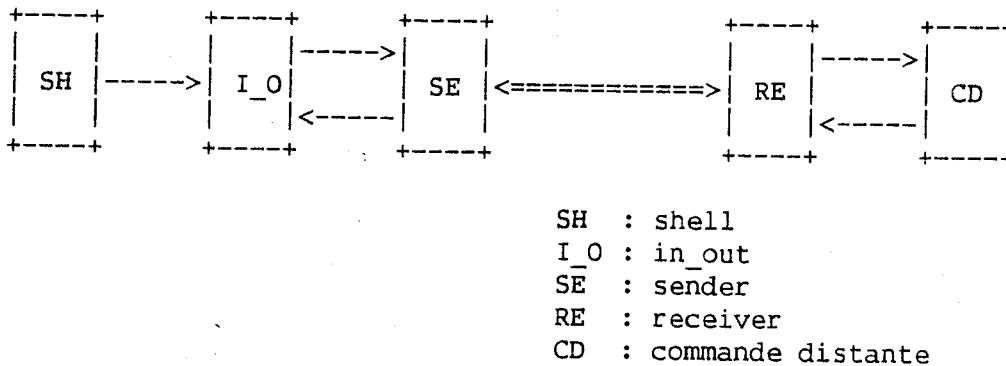 SH I_O SE RE CD
SH : shell
I_O : in_out
SE : sender
RE : receiver
CD : commande distante